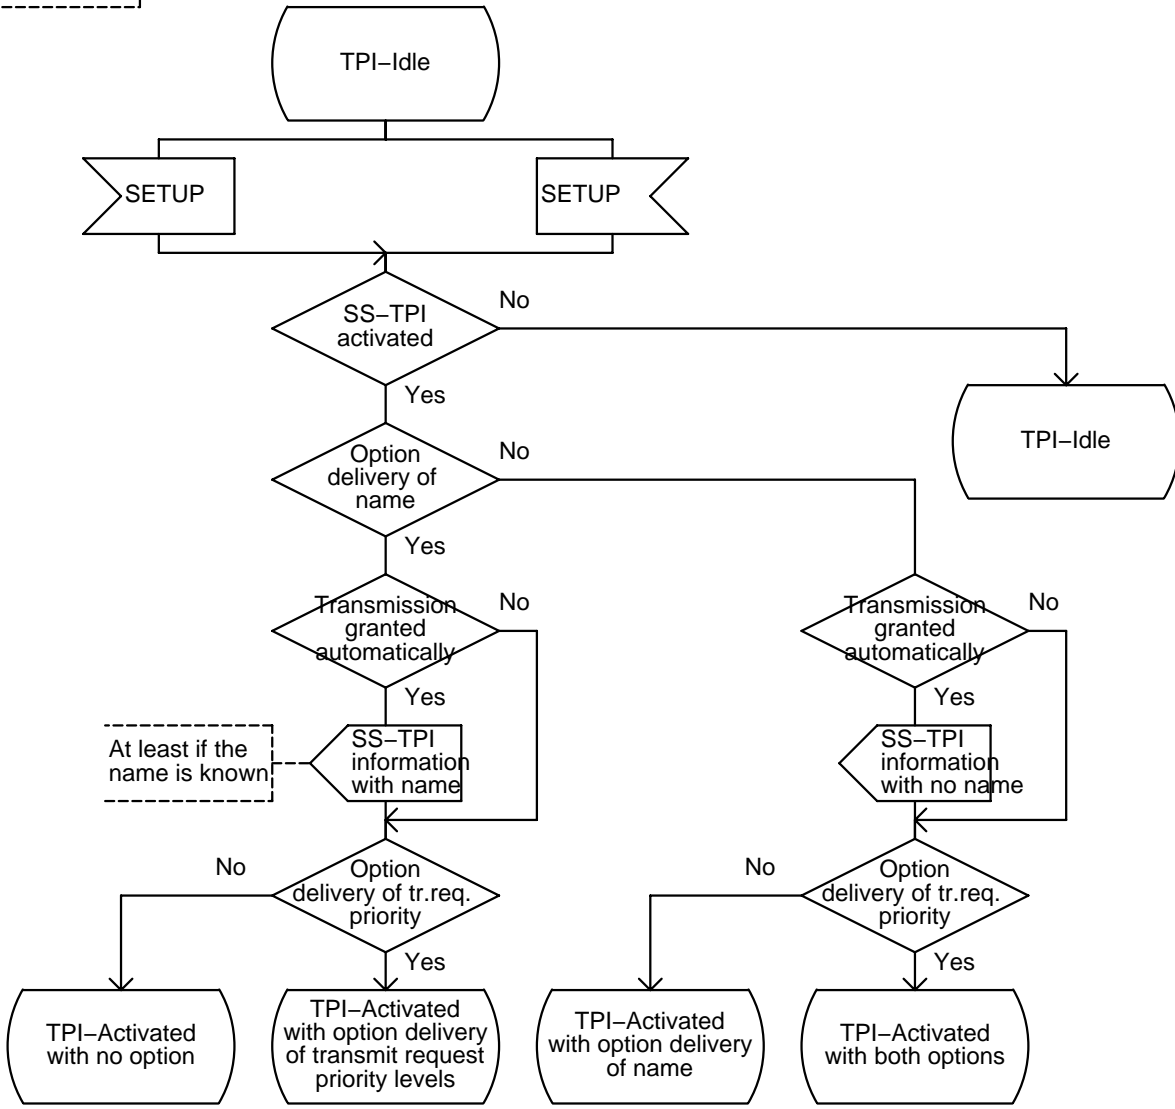 TPI–Idle
SETUP
SETUP
SS–TPI
activated
No
Yes
TPI–Idle
Option
delivery of
name
No
Yes
Transmission
granted
automatically
No
Yes
Transmission
granted
automatically
No
Yes
At least if the
name is known
SS–TPI
information
with name
SS–TPI
information
with no name
No
Option
delivery of tr.req.
priority
Yes
No
Option
delivery of tr.req.
priority
Yes
TPI–Activated
with no option
TPI–Activated
with option delivery
of transmit request
priority levels
TPI–Activated
with option delivery
of name
TPI–Activated
with both options